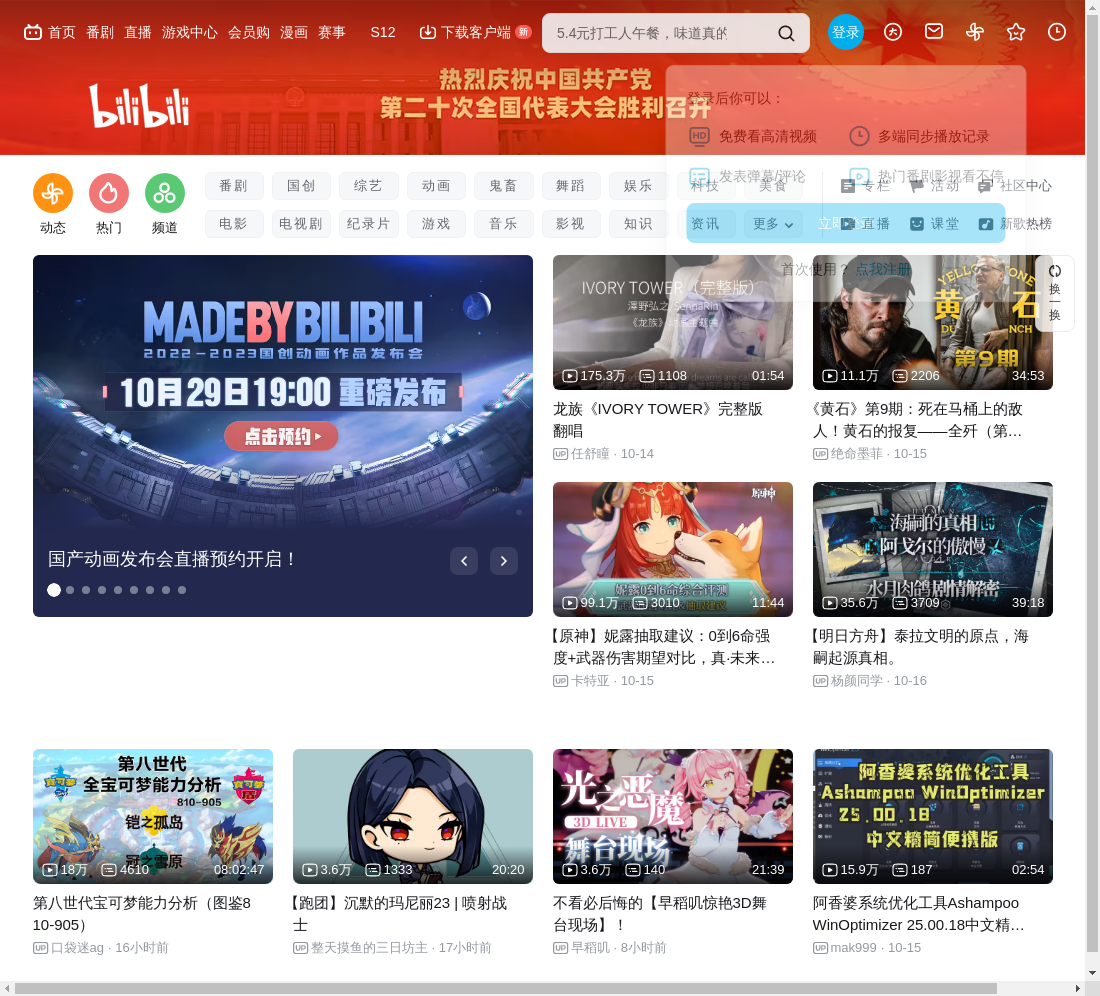 首页 番剧 直播 游戏中心 会员购 漫画 赛事 S12 下载客户端 新
5.4元打工人午餐，味道真的
登录
热烈庆祝中国共产党
第二十次全国代表大会胜利召开
bilibili
登录后你可以：
免费看高清视频 多端同步播放记录
发表弹幕/评论 热门番剧影视看不停
首次使用？ 点我注册
动态 热门 频道
番剧 国创 综艺 动画 鬼畜 舞蹈 娱乐 科技 美食 专栏 活动 社区中心
电影 电视剧 纪录片 游戏 音乐 影视 知识 资讯 更多 直播 课堂 新歌热榜
换一换
MADEBYBILIBILI
2022-2023国创动画作品发布会
10月29日19:00 重磅发布
点击预约
国产动画发布会直播预约开启！
IVORY TOWER（完整版）
175.3万 1108 01:54
龙族《IVORY TOWER》完整版
翻唱
UP 任舒瞳 · 10-14
YELLOW STONE
黄石
第9期
11.1万 2206 34:53
《黄石》第9期：死在马桶上的敌
人！黄石的报复——全歼（第…
UP 绝命墨菲 · 10-15
原神
妮露0到6命综合评测
99.1万 3010 11:44
【原神】妮露抽取建议：0到6命强
度+武器伤害期望对比，真·未来…
UP 卡特亚 · 10-15
海嗣的真相
阿戈尔的傲慢
水月肉鸽剧情解密
35.6万 3709 39:18
【明日方舟】泰拉文明的原点，海
嗣起源真相。
UP 杨颜同学 · 10-16
第八世代
全宝可梦能力分析
810-905
铠之孤岛
冠之雪原
18万 4610 08:02:47
第八世代宝可梦能力分析（图鉴8
10-905）
UP 口袋迷ag · 16小时前
3.6万 1333 20:20
【跑团】沉默的玛尼丽23 | 喷射战
士
UP 整天摸鱼的三日坊主 · 17小时前
光之恶魔
3D LIVE
舞台现场
3.6万 140 21:39
不看必后悔的【早稻叽惊艳3D舞
台现场】！
UP 早稻叽 · 8小时前
阿香婆系统优化工具
Ashampoo WinOptimizer
25.00.18
中文精简便携版
15.9万 187 02:54
阿香婆系统优化工具Ashampoo
WinOptimizer 25.00.18中文精…
UP mak999 · 10-15